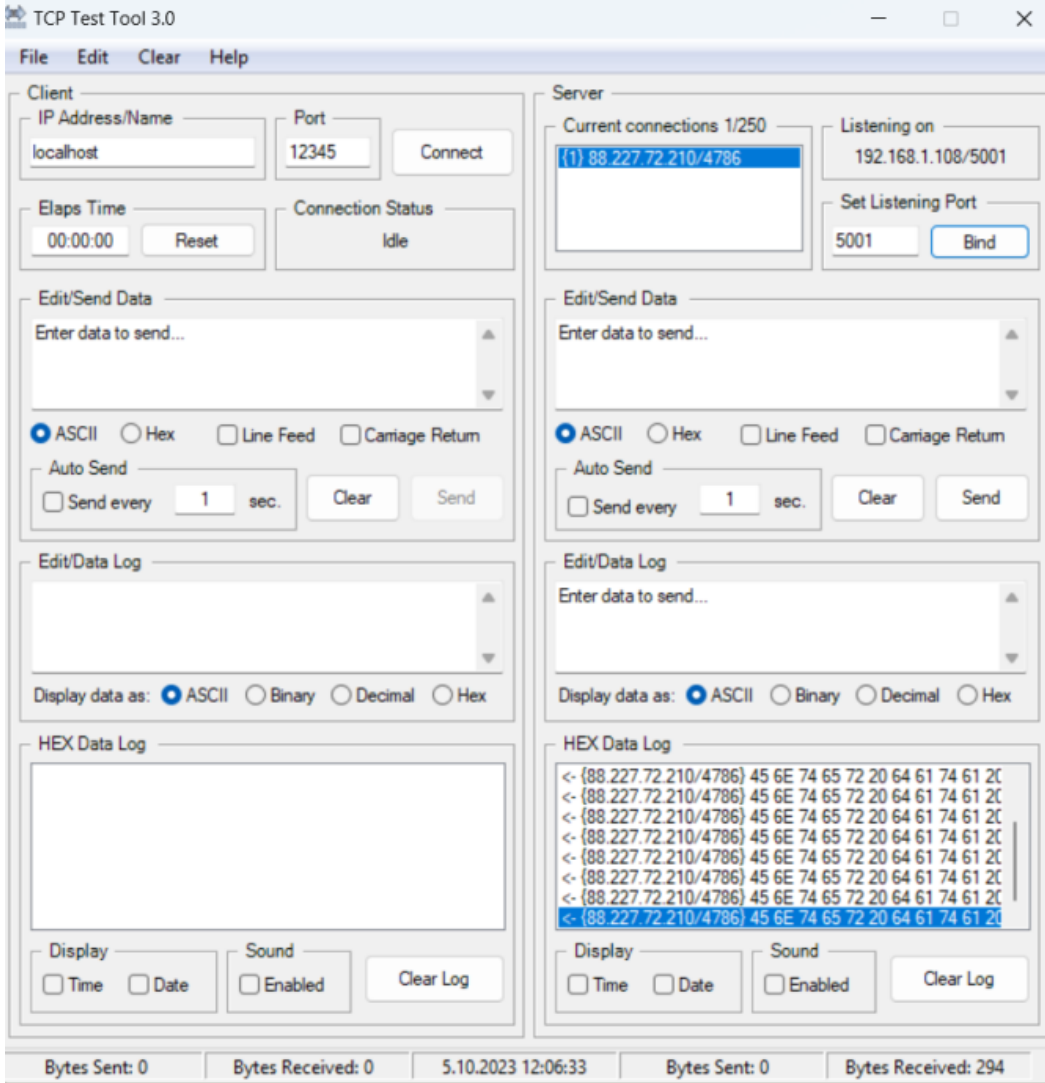 TCP Test Tool 3.0
File Edit Clear Help
Client
IP Address/Name
localhost
Port
12345
Connect
Elaps Time
00:00:00
Reset
Connection Status
Idle
Edit/Send Data
Enter data to send...
ASCII Hex Line Feed Carriage Return
Auto Send
Send every 1 sec.
Clear
Send
Edit/Data Log
Display data as: ASCII Binary Decimal Hex
HEX Data Log
Display
Time Date
Sound
Enabled
Clear Log
Server
Current connections 1/250
{1} 88.227.72.210/4786
Listening on
192.168.1.108/5001
Set Listening Port
5001
Bind
Edit/Send Data
Enter data to send...
ASCII Hex Line Feed Carriage Return
Auto Send
Send every 1 sec.
Clear
Send
Edit/Data Log
Enter data to send...
Display data as: ASCII Binary Decimal Hex
HEX Data Log
<- {88.227.72.210/4786} 45 6E 74 65 72 20 64 61 74 61 20
<- {88.227.72.210/4786} 45 6E 74 65 72 20 64 61 74 61 20
<- {88.227.72.210/4786} 45 6E 74 65 72 20 64 61 74 61 20
<- {88.227.72.210/4786} 45 6E 74 65 72 20 64 61 74 61 20
<- {88.227.72.210/4786} 45 6E 74 65 72 20 64 61 74 61 20
<- {88.227.72.210/4786} 45 6E 74 65 72 20 64 61 74 61 20
<- {88.227.72.210/4786} 45 6E 74 65 72 20 64 61 74 61 20
<- {88.227.72.210/4786} 45 6E 74 65 72 20 64 61 74 61 20
Display
Time Date
Sound
Enabled
Clear Log
Bytes Sent: 0 Bytes Received: 0 5.10.2023 12:06:33 Bytes Sent: 0 Bytes Received: 294